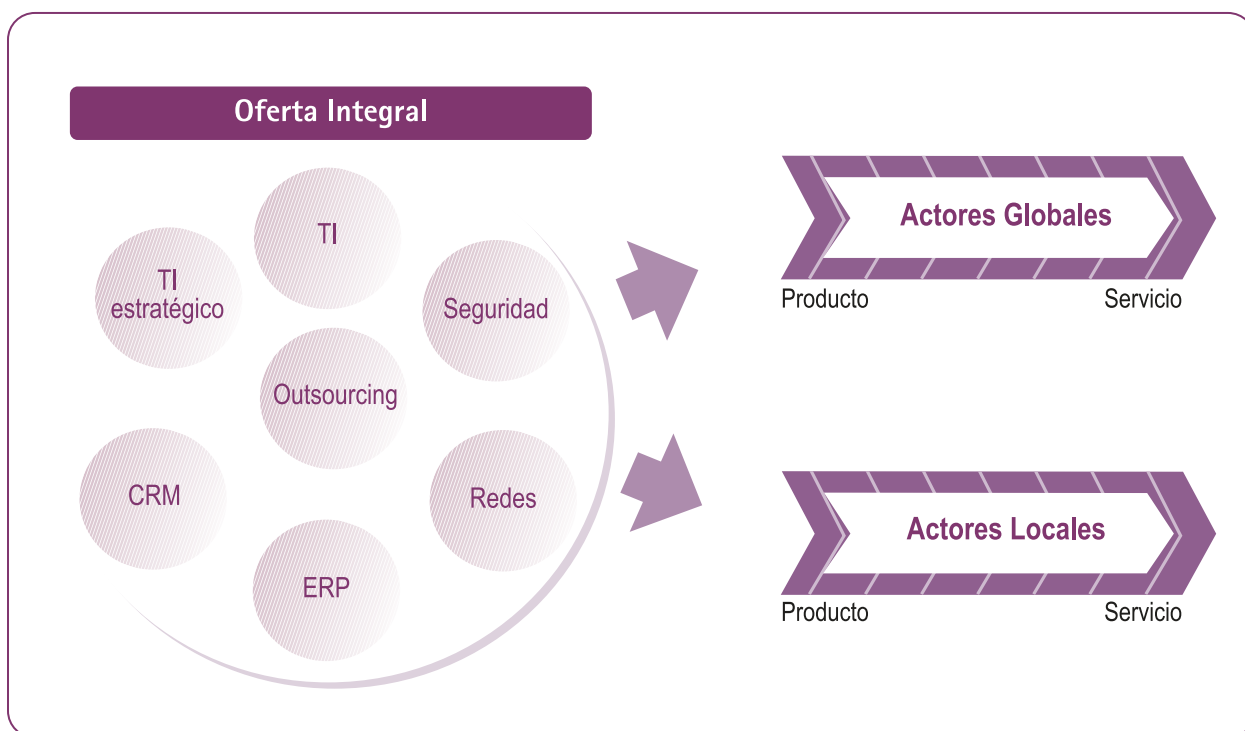 Oferta Integral
TI
TI
estratégico
Seguridad
Outsourcing
CRM
Redes
ERP
Actores Globales
Producto
Servicio
Actores Locales
Producto
Servicio